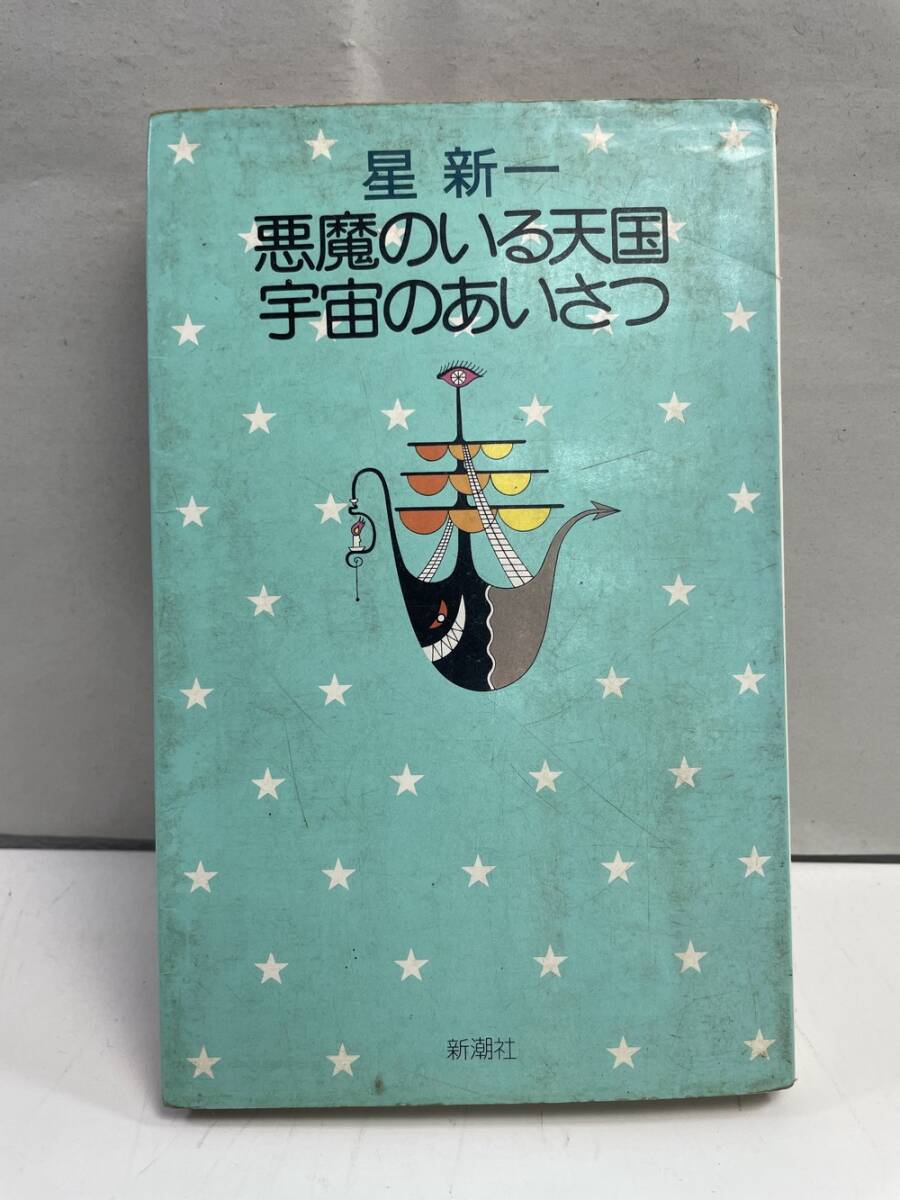 星 新一
悪魔のいる天国
宇宙のあいさつ
新潮社